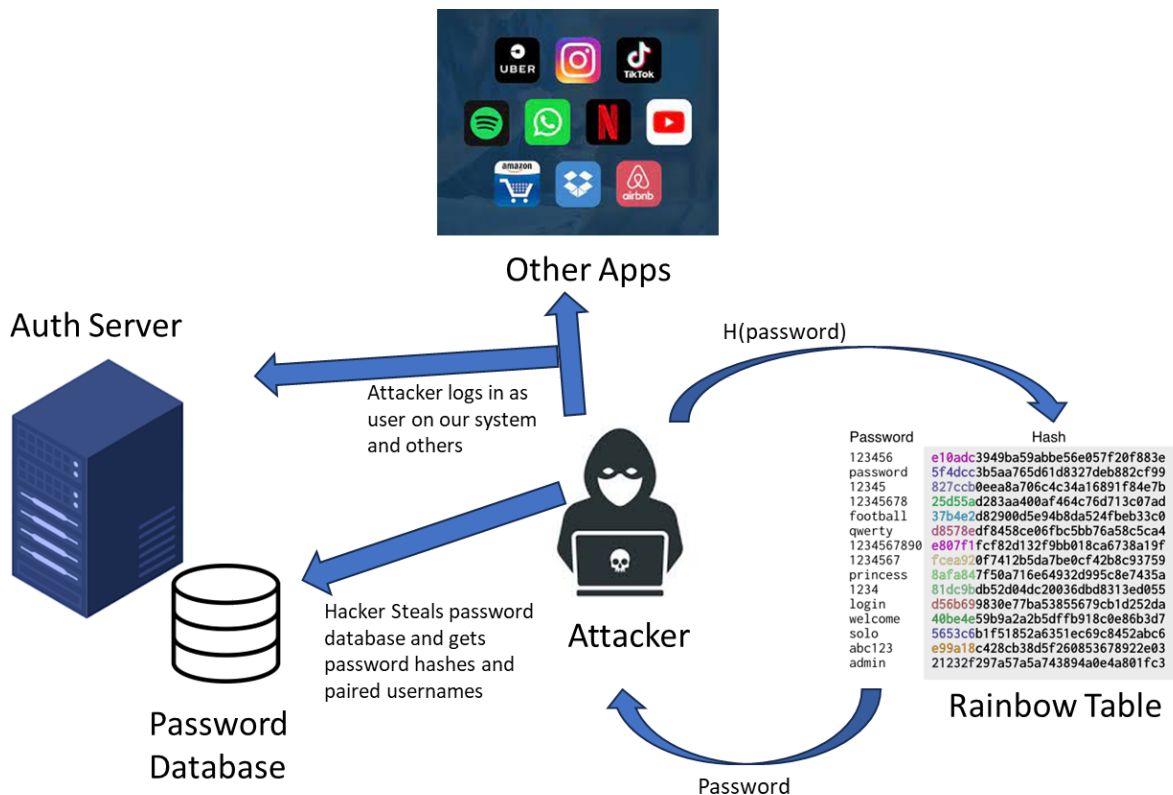 UBER
TikTok
amazon
airbnb
Other Apps
Auth Server
H(password)
Attacker logs in as
user on our system
and others
Password Hash
123456 e10adc3949ba59abbe56e057f20f883e
password 5f4dcc3b5aa765d61d8327deb882cf99
12345 827ccb0eea8a706c4c34a16891f84e7b
12345678 25d55ad283aa400af464c76d713c07ad
football 37b4e2d82900d5e94b8da524fbeb33c0
qwerty d8578edf8458ce06fbc5bb76a58c5ca4
1234567890 e807f1fcf82d132f9bb018ca6738a19f
1234567 fcea920f7412b5da7be0cf42b8c93759
princess 8afa847f50a716e64932d995c8e7435a
1234 81dc9bdb52d04dc20036dbd8313ed055
login d56b699830e77ba53855679cb1d252da
welcome 40be4e59b9a2a2b5dffb918c0e86b3d7
solo 5653c6b1f51852a6351ec69c8452abc6
abc123 e99a18c428cb38d5f260853678922e03
admin 21232f297a57a5a743894a0e4a801fc3
Hacker Steals password
database and gets
password hashes and
paired usernames
Attacker
Rainbow Table
Password
Database
Password